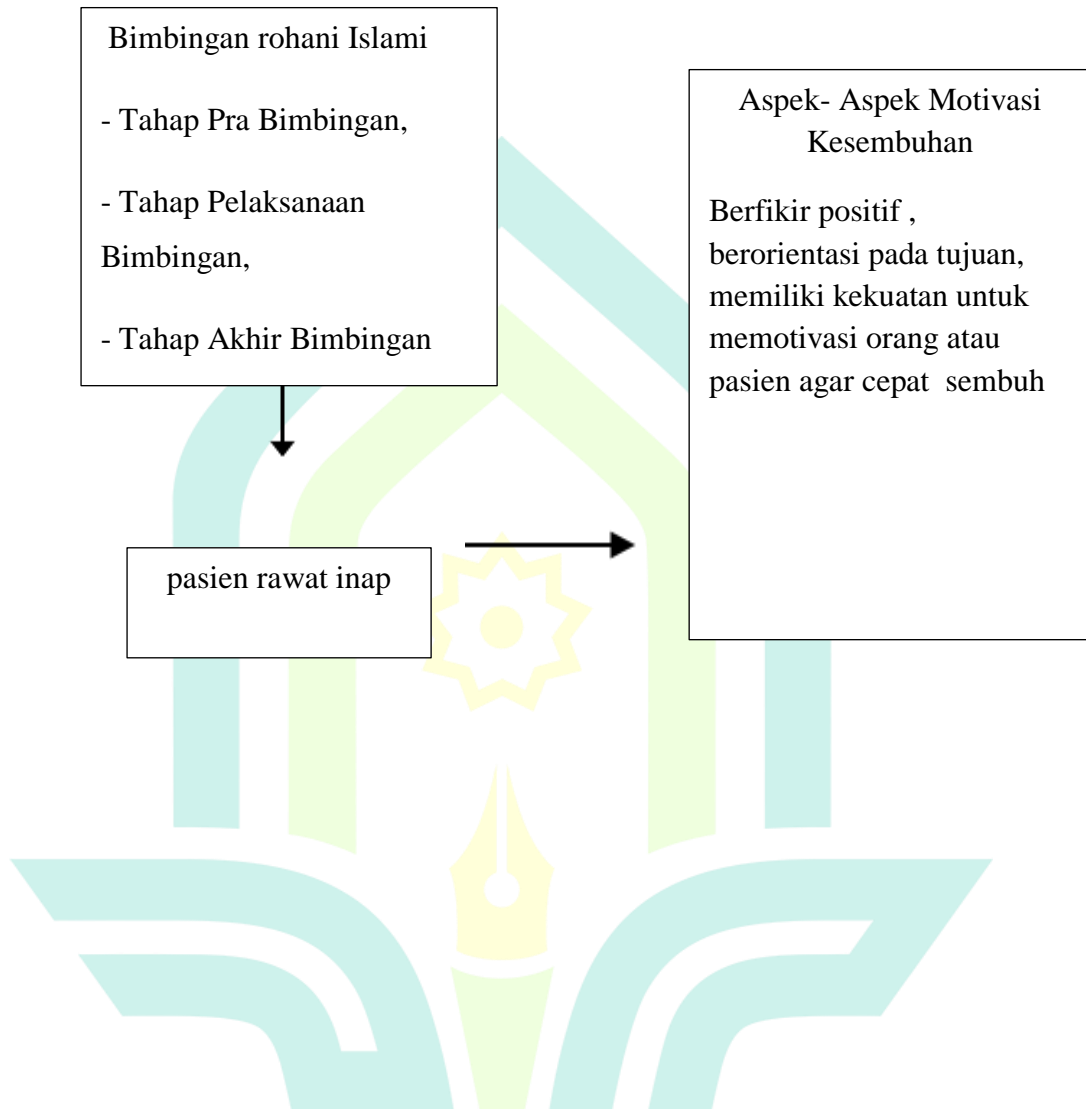 Bimbingan rohani Islami
- Tahap Pra Bimbingan,
- Tahap Pelaksanaan
Bimbingan,
- Tahap Akhir Bimbingan
pasien rawat inap
Aspek- Aspek Motivasi
Kesembuhan
Berfikir positif ,
berorientasi pada tujuan,
memiliki kekuatan untuk
memotivasi orang atau
pasien agar cepat  sembuh